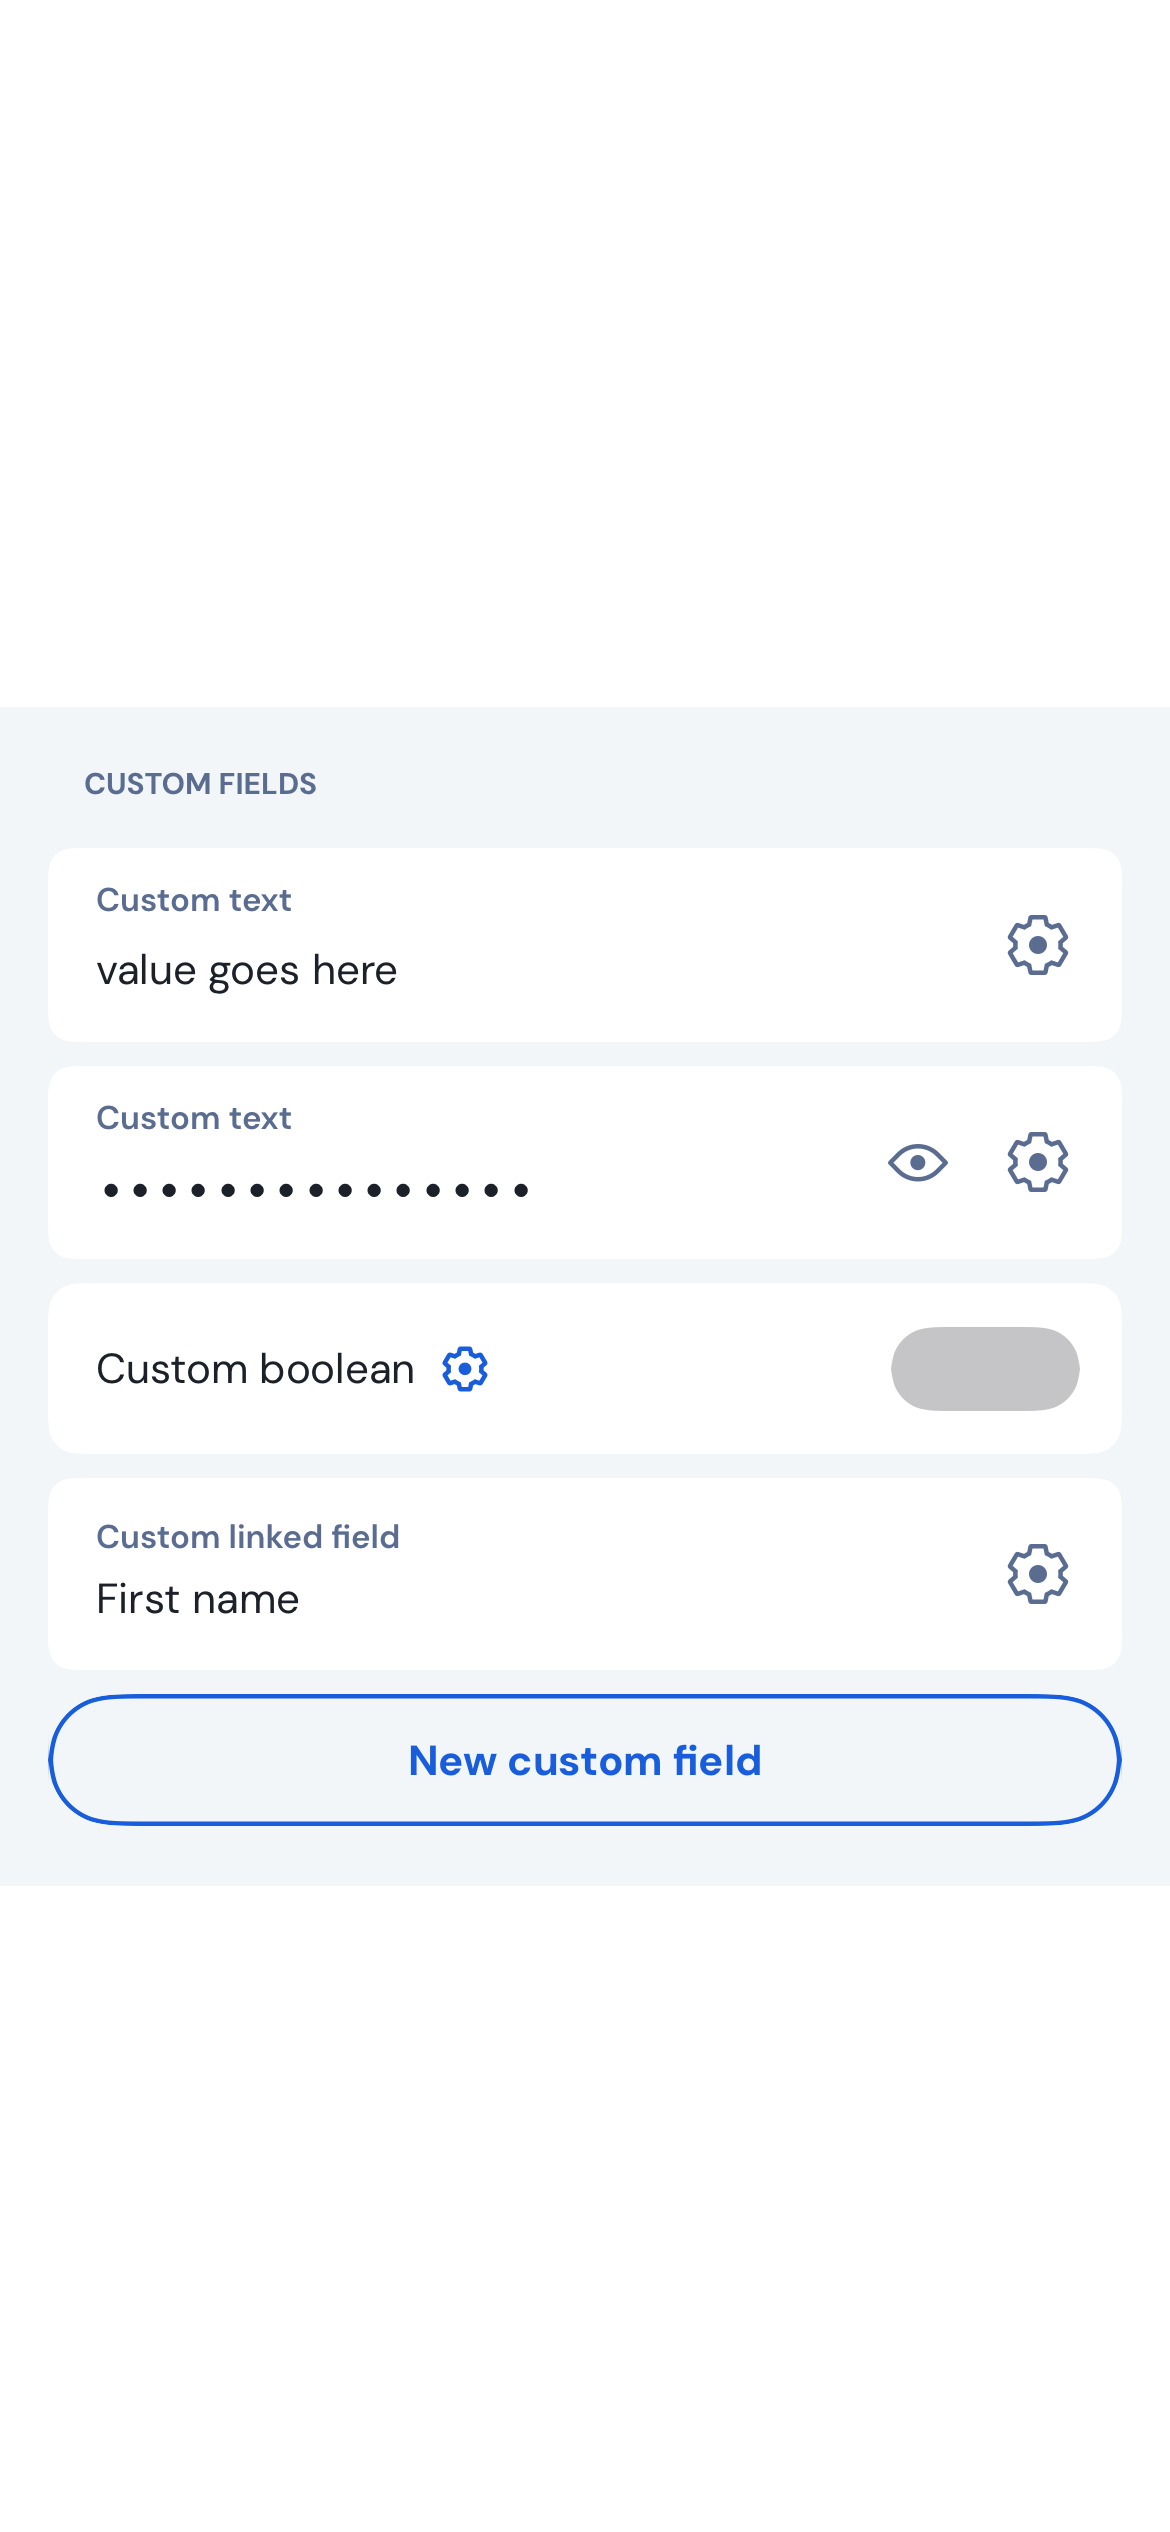 CUSTOM FIELDS
Custom text
value goes here
Custom text
•••••••••••••••
Custom boolean
Custom linked field
First name
New custom field